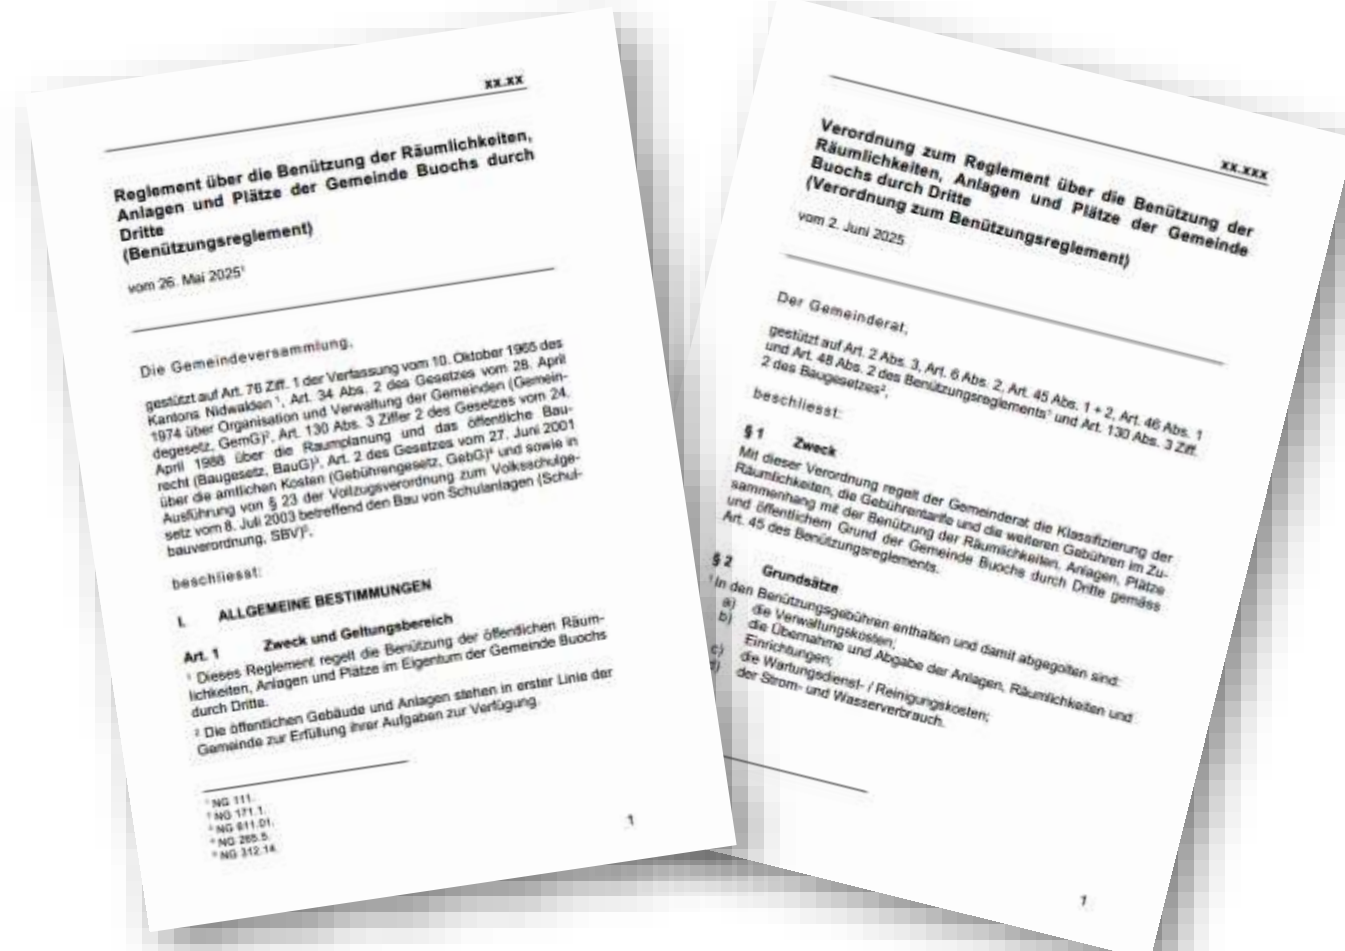 xx.xx
Reglement über die Benützung der Räumlichkeiten,
Anlagen und Plätze der Gemeinde Buochs durch
Dritte
(Benützungsreglement)
vom 26. Mai 2025¹
Die Gemeindeversammlung,
gestützt auf Art. 76 Ziff. 1 der Verfassung vom 10. Oktober 1965 des
Kantons Nidwalden ¹, Art. 34 Abs. 2 des Gesetzes vom 28. April
1974 über Organisation und Verwaltung der Gemeinden (Gemein-
degesetz, GemG)², Art. 130 Abs. 3 Ziffer 2 des Gesetzes vom 24.
April 1988 über die Raumplanung und das öffentliche Bau-
recht (Baugesetz, BauG)³, Art. 2 des Gesetzes vom 27. Juni 2001
über die amtlichen Kosten (Gebührengesetz, GebG)⁴ und sowie in
Ausführung von § 23 der Vollzugsverordnung zum Volksschulge-
setz vom 8. Juli 2003 betreffend den Bau von Schulanlagen (Schul-
bauverordnung, SBV)⁵,
beschliesst:
I. ALLGEMEINE BESTIMMUNGEN
Art. 1 Zweck und Geltungsbereich
¹ Dieses Reglement regelt die Benützung der öffentlichen Räum-
lichkeiten, Anlagen und Plätze im Eigentum der Gemeinde Buochs
durch Dritte.
² Die öffentlichen Gebäude und Anlagen stehen in erster Linie der
Gemeinde zur Erfüllung ihrer Aufgaben zur Verfügung.
¹ NG 111.
² NG 171.1.
³ NG 611.01.
⁴ NG 265.5.
⁵ NG 312.14.
1
xx.xxx
Verordnung zum Reglement über die Benützung der
Räumlichkeiten, Anlagen und Plätze der Gemeinde
Buochs durch Dritte
(Verordnung zum Benützungsreglement)
vom 2. Juni 2025
Der Gemeinderat,
gestützt auf Art. 2 Abs. 3, Art. 6 Abs. 2, Art. 45 Abs. 1 + 2, Art. 46 Abs. 1
und Art. 48 Abs. 2 des Benützungsreglements¹ und Art. 130 Abs. 3 Ziff.
2 des Baugesetzes²,
beschliesst:
§ 1 Zweck
Mit dieser Verordnung regelt der Gemeinderat die Klassifizierung der
Räumlichkeiten, die Gebührentarife und die weiteren Gebühren im Zu-
sammenhang mit der Benützung der Räumlichkeiten, Anlagen, Plätze
und öffentlichem Grund der Gemeinde Buochs durch Dritte gemäss
Art. 45 des Benützungsreglements.
§ 2 Grundsätze
¹ In den Benützungsgebühren enthalten und damit abgegolten sind:
a) die Verwaltungskosten;
b) die Übernahme und Abgabe der Anlagen, Räumlichkeiten und
Einrichtungen;
c) die Wartungsdienst- / Reinigungskosten;
d) der Strom- und Wasserverbrauch.
1